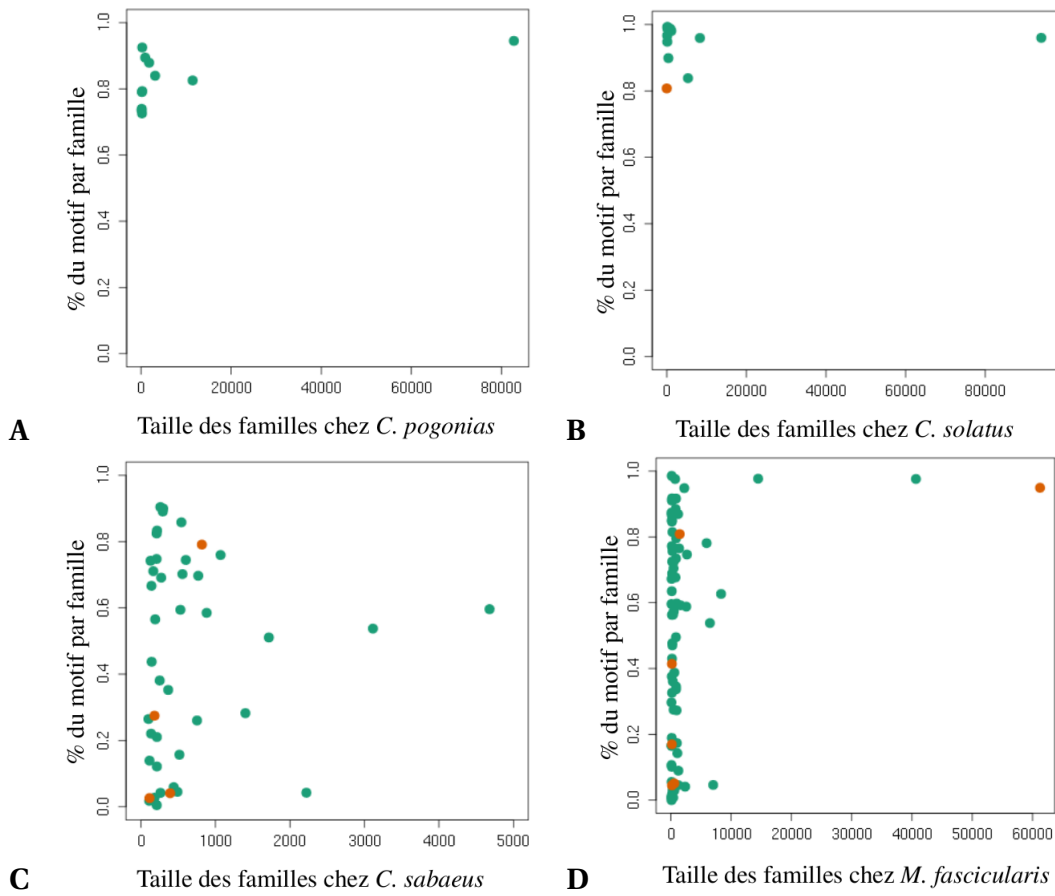 % du motif par famille
0.0 0.2 0.4 0.6 0.8 1.0
0 20000 40000 60000 80000
A Taille des familles chez C. pogonias
% du motif par famille
0.0 0.2 0.4 0.6 0.8 1.0
0 20000 40000 60000 80000
B Taille des familles chez C. solatus
% du motif par famille
0.0 0.2 0.4 0.6 0.8 1.0
0 1000 2000 3000 4000 5000
C Taille des familles chez C. sabaeus
% du motif par famille
0.0 0.2 0.4 0.6 0.8 1.0
0 10000 20000 30000 40000 50000 60000
D Taille des familles chez M. fascicularis